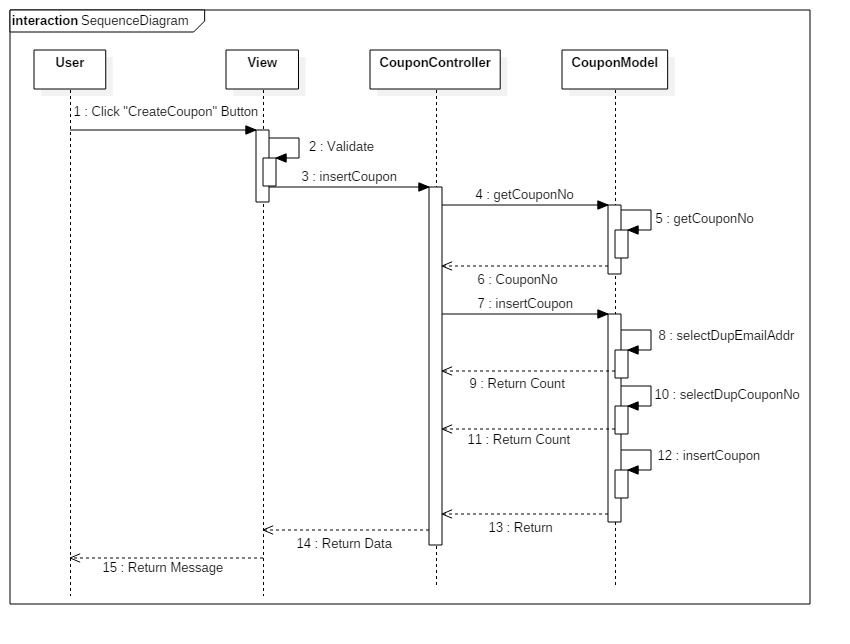 interaction SequenceDiagram
User
View
CouponController
CouponModel
1 : Click "CreateCoupon" Button
2 : Validate
3 : insertCoupon
4 : getCouponNo
5 : getCouponNo
6 : CouponNo
7 : insertCoupon
8 : selectDupEmailAddr
9 : Return Count
10 : selectDupCouponNo
11 : Return Count
12 : insertCoupon
13 : Return
14 : Return Data
15 : Return Message